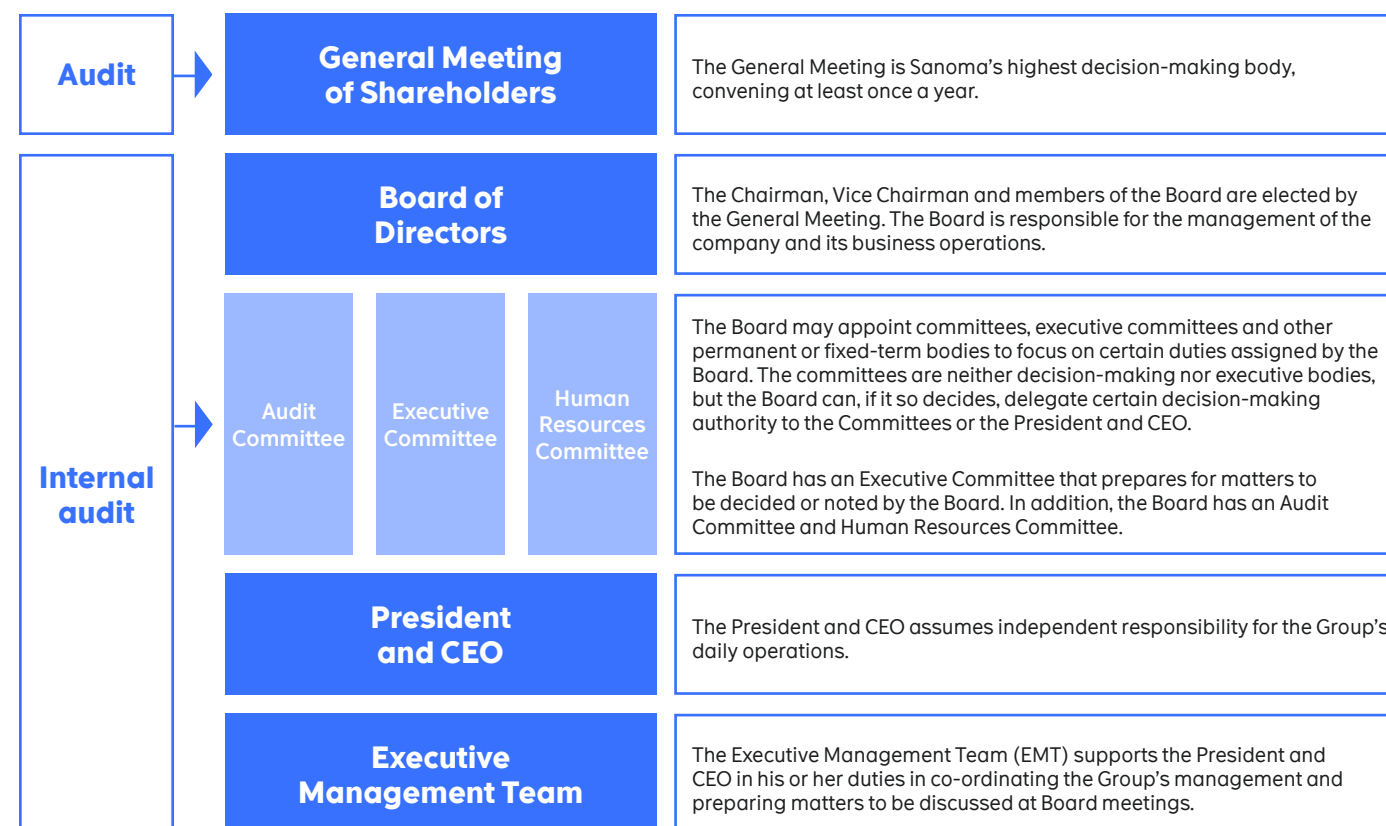 Audit
General Meeting
of Shareholders
The General Meeting is Sanoma's highest decision-making body,
convening at least once a year.
Internal
audit
Board of
Directors
The Chairman, Vice Chairman and members of the Board are elected by
the General Meeting. The Board is responsible for the management of the
company and its business operations.
Audit
Committee
Executive
Committee
Human
Resources
Committee
The Board may appoint committees, executive committees and other
permanent or fixed-term bodies to focus on certain duties assigned by the
Board. The committees are neither decision-making nor executive bodies,
but the Board can, if it so decides, delegate certain decision-making
authority to the Committees or the President and CEO.
The Board has an Executive Committee that prepares for matters to
be decided or noted by the Board. In addition, the Board has an Audit
Committee and Human Resources Committee.
President
and CEO
The President and CEO assumes independent responsibility for the Group's
daily operations.
Executive
Management Team
The Executive Management Team (EMT) supports the President and
CEO in his or her duties in co-ordinating the Group's management and
preparing matters to be discussed at Board meetings.